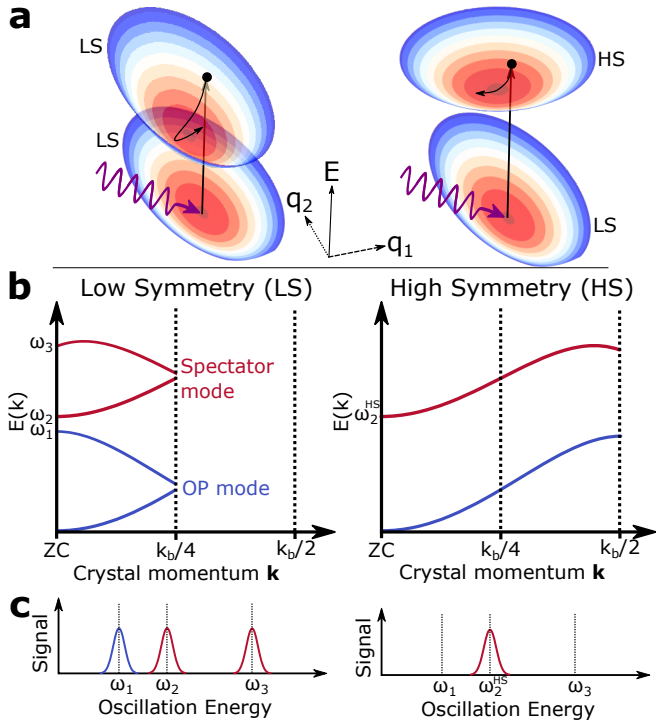 a
LS
LS
HS
LS
E
q2
q1
b
Low Symmetry (LS)
High Symmetry (HS)
E(k)
ω3
ω2
ω1
Spectator
mode
OP mode
ZC
kb/4
kb/2
Crystal momentum k
E(k)
ω2HS
ZC
kb/4
kb/2
Crystal momentum k
c
Signal
ω1
ω2
ω3
Oscillation Energy
Signal
ω1
ω2HS
ω3
Oscillation Energy